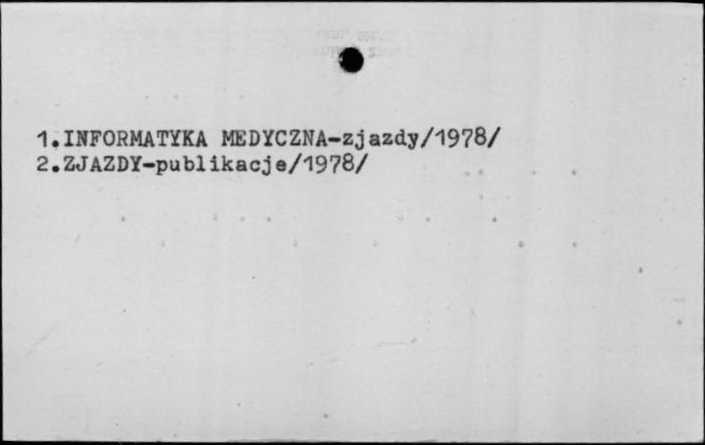 1.INFORMATYKA MEDYCZNA-zjazdy/1978/
2.ZJAZDY-publikacje/1978/